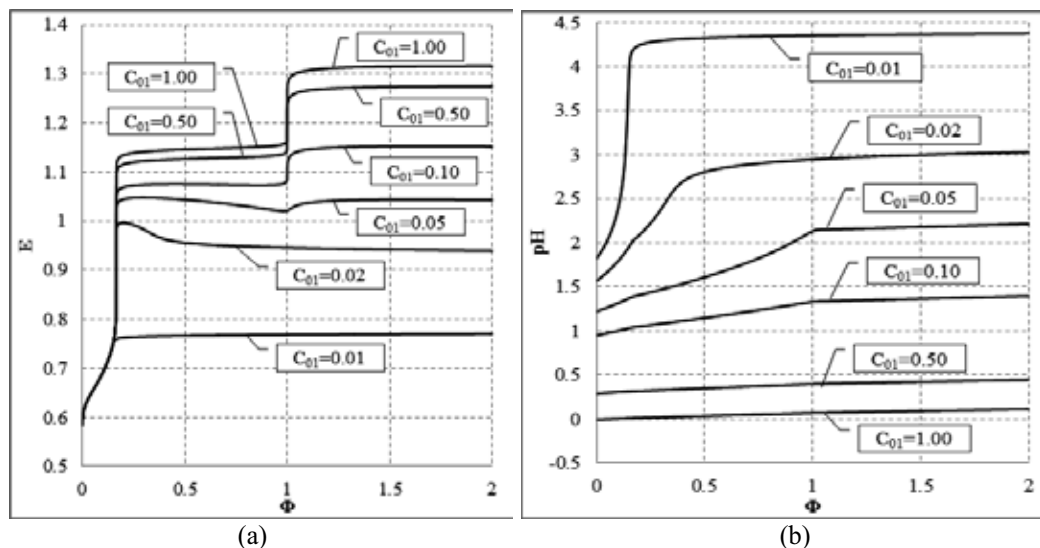 1.4
1.3
1.2
1.1
1
0.9
0.8
0.7
0.6
0.5
E
C01=1.00
C01=1.00
C01=0.50
C01=0.50
C01=0.10
C01=0.05
C01=0.02
C01=0.01
0 0.5 1 1.5 2
Φ
(a)
4.5
4
3.5
3
2.5
2
1.5
1
0.5
0
-0.5
pH
C01=0.01
C01=0.02
C01=0.05
C01=0.10
C01=0.50
C01=1.00
0 0.5 1 1.5 2
Φ
(b)